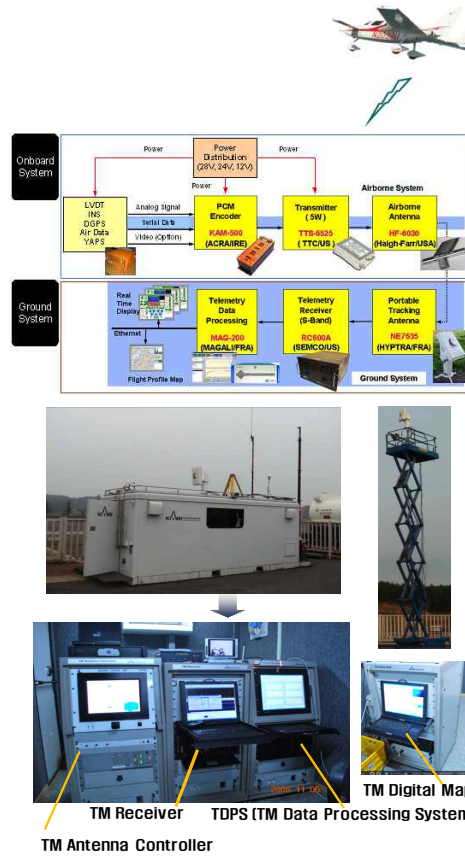 Onboard
System
Power
Power
Distribution
(28V, 24V, 12V)
Power
Power
Airborne System
LVDT
INS
DGPS
Air Data
YAPS
Analog Signal
Serial Data
Video (Option)
PCM
Encoder
KAM-500
(ACRA/IRE)
Transmitter
( 5W )
TTS-6525
( TTC/US )
Airborne
Antenna
HF-6036
(Haigh-Farr/USA)
Ground
System
Real
Time
Display
Ethernet
Flight Profile Map
Telemetry
Data
Processing
MAG-200
(MAGALI/FRA)
Telemetry
Receiver
(S-Band)
RC600A
(SEMCO/US)
Portable
Tracking
Antenna
NE7635
(HYPTRA/FRA)
Ground System
TM Receiver
TDPS (TM Data Processing System
TM Digital Map
TM Antenna Controller